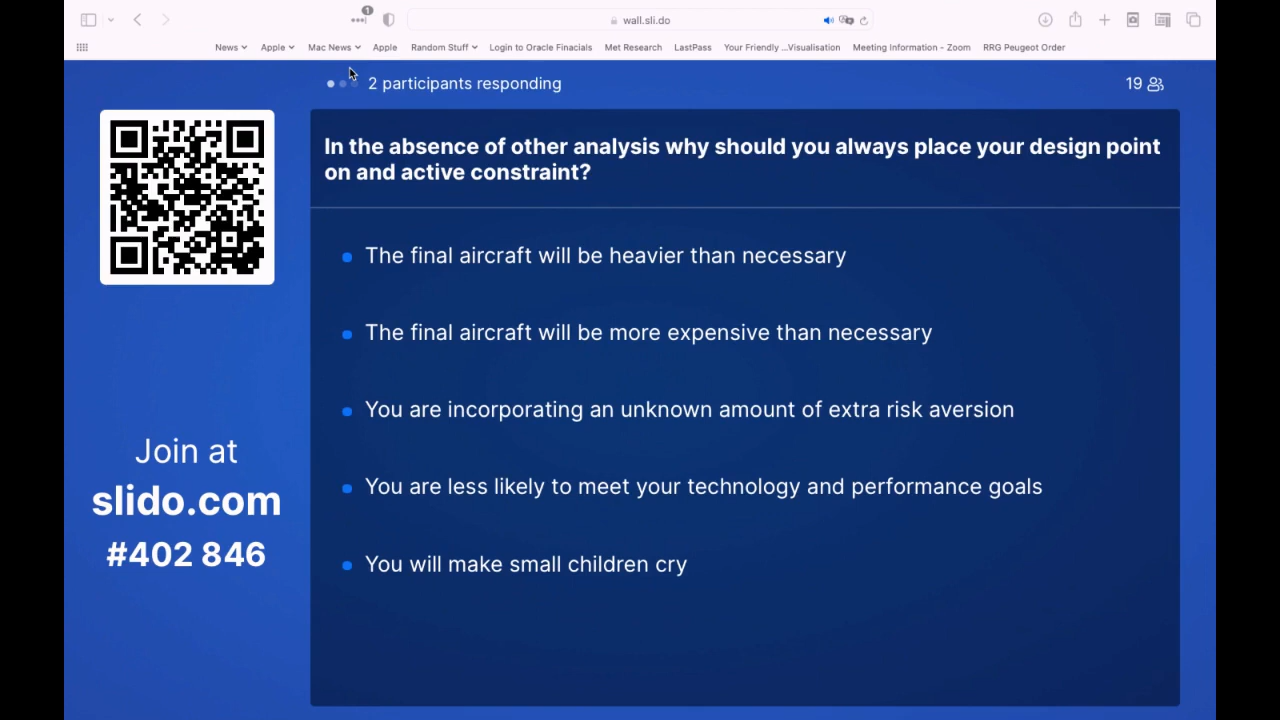 1
wall.sli.do
News Apple Mac News Apple Random Stuff Login to Oracle Finacials Met Research LastPass Your Friendly ...Visualisation Meeting Information - Zoom RRG Peugeot Order
2 participants responding
19
In the absence of other analysis why should you always place your design point
on and active constraint?
The final aircraft will be heavier than necessary
The final aircraft will be more expensive than necessary
You are incorporating an unknown amount of extra risk aversion
Join at
slido.com
#402 846
You are less likely to meet your technology and performance goals
You will make small children cry